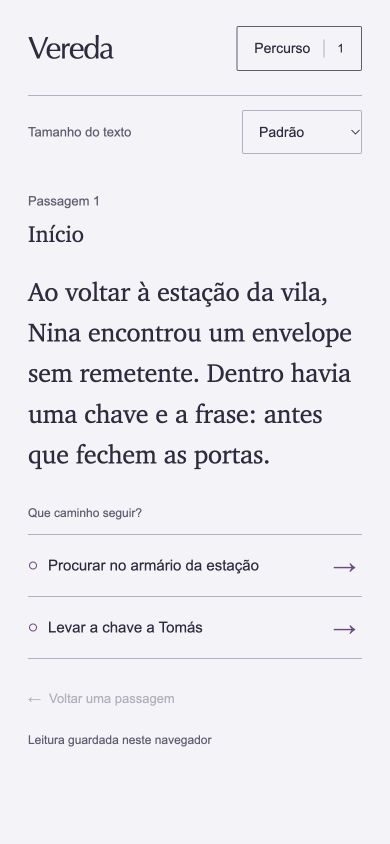 Vereda
Percurso 1
Tamanho do texto
Padrão
Passagem 1
Início
Ao voltar à estação da vila,
Nina encontrou um envelope
sem remetente. Dentro havia
uma chave e a frase: antes
que fechem as portas.
Que caminho seguir?
Procurar no armário da estação →
Levar a chave a Tomás →
← Voltar uma passagem
Leitura guardada neste navegador